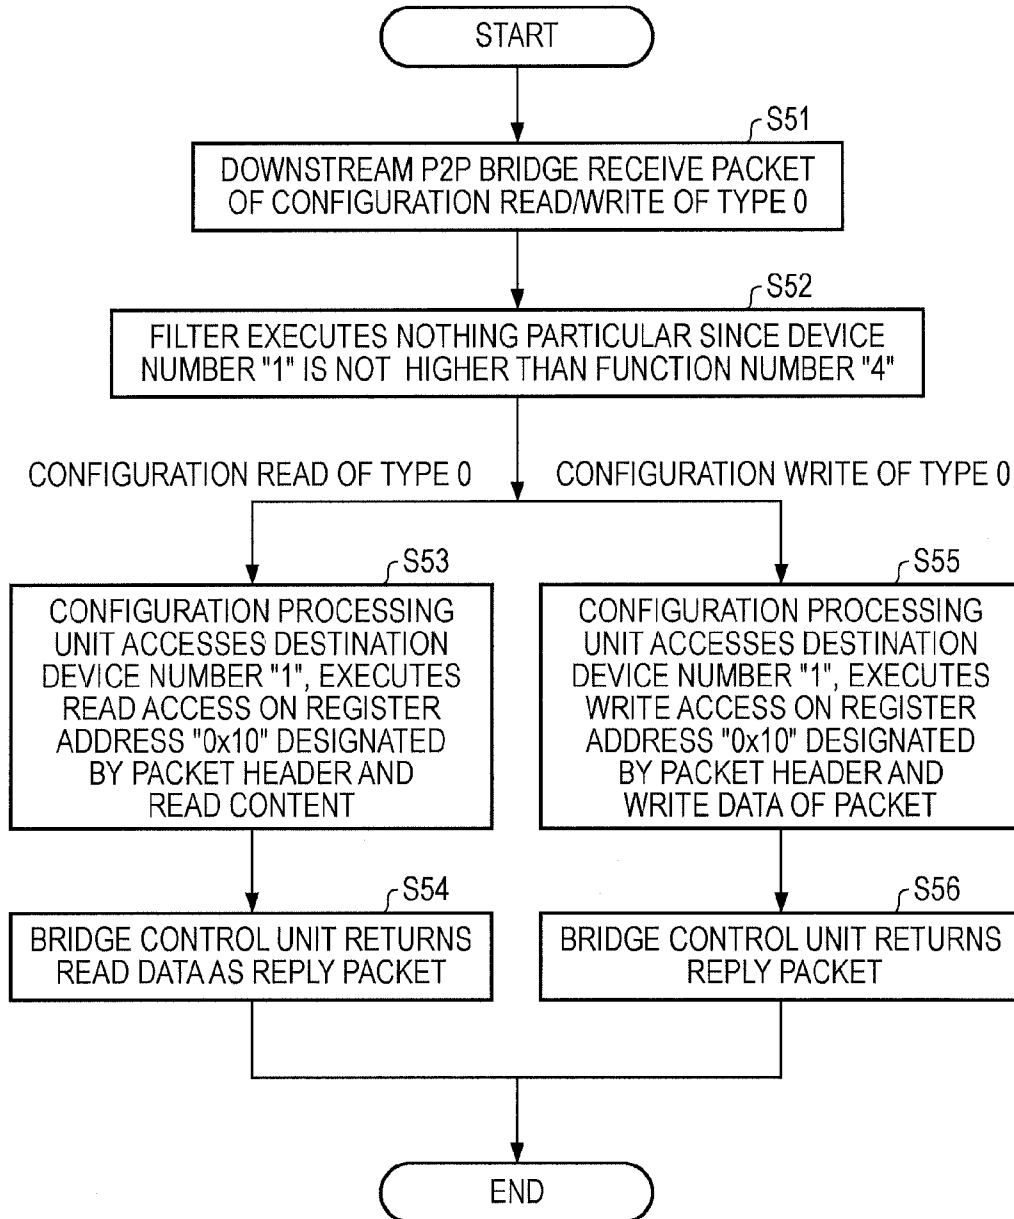 START
S51
DOWNSTREAM P2P BRIDGE RECEIVE PACKET
OF CONFIGURATION READ/WRITE OF TYPE 0
S52
FILTER EXECUTES NOTHING PARTICULAR SINCE DEVICE
NUMBER "1" IS NOT HIGHER THAN FUNCTION NUMBER "4"
CONFIGURATION READ OF TYPE 0
CONFIGURATION WRITE OF TYPE 0
S53
CONFIGURATION PROCESSING
UNIT ACCESSES DESTINATION
DEVICE NUMBER "1", EXECUTES
READ ACCESS ON REGISTER
ADDRESS "0x10" DESIGNATED
BY PACKET HEADER AND
READ CONTENT
S55
CONFIGURATION PROCESSING
UNIT ACCESSES DESTINATION
DEVICE NUMBER "1", EXECUTES
WRITE ACCESS ON REGISTER
ADDRESS "0x10" DESIGNATED
BY PACKET HEADER AND
WRITE DATA OF PACKET
S54
BRIDGE CONTROL UNIT RETURNS
READ DATA AS REPLY PACKET
S56
BRIDGE CONTROL UNIT RETURNS
REPLY PACKET
END